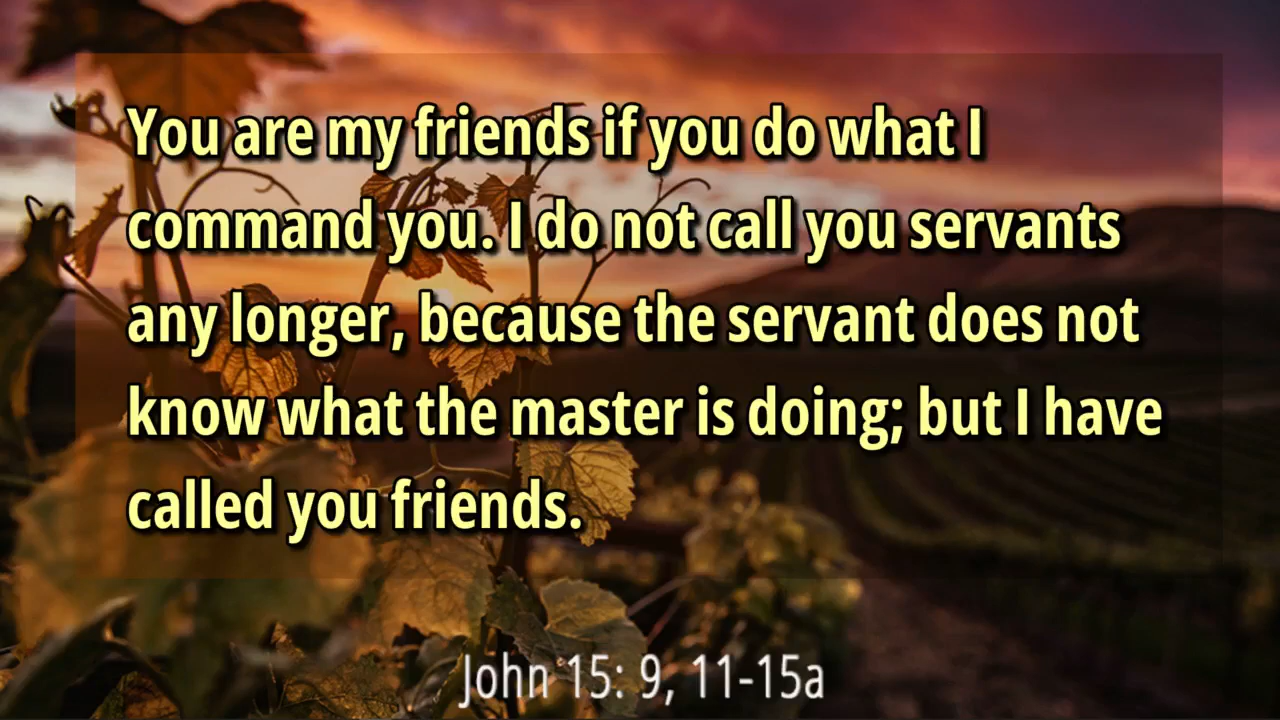 You are my friends if you do what I
command you. I do not call you servants
any longer, because the servant does not
know what the master is doing; but I have
called you friends.
John 15: 9, 11-15a